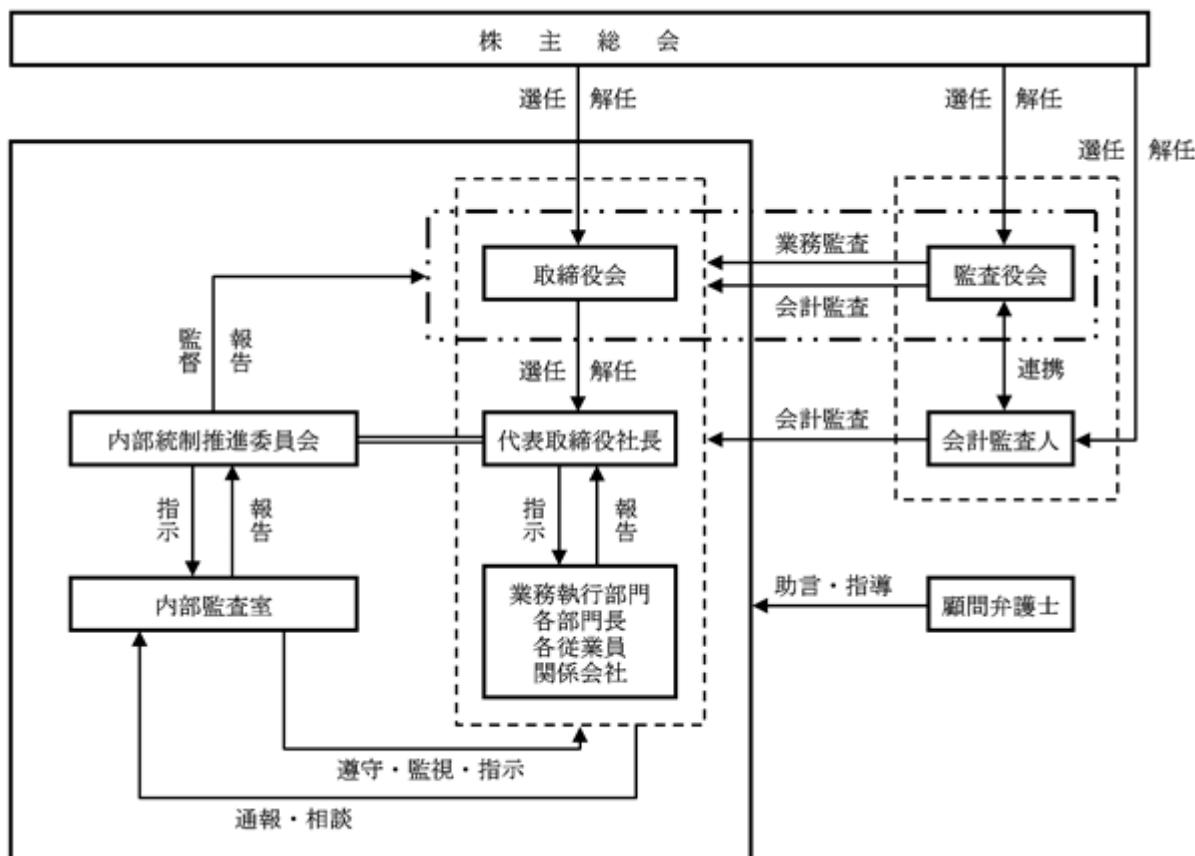 株主総会
選任 解任
選任 解任
選任 解任
取締役会
業務監査
会計監査
監査役会
監督
報告
選任 解任
連携
内部統制推進委員会
代表取締役社長
会計監査
会計監査人
指示
報告
指示
報告
内部監査室
業務執行部門
各部門長
各従業員
関係会社
助言・指導
顧問弁護士
遵守・監視・指示
通報・相談